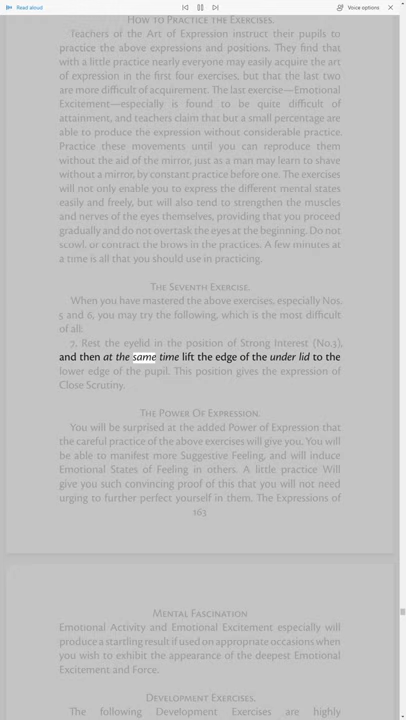 Read aloud
Voice options
HOW TO PRACTICE THE EXERCISES.
Teachers of the Art of Expression instruct their pupils to
practice the above expressions and positions. They find that
with a little practice nearly everyone may easily acquire the art
of expression in the first four exercises, but that the last two
are more difficult of acquirement. The last exercise—Emotional
Excitement—especially is found to be quite difficult of
attainment, and teachers claim that but a small percentage are
able to produce the expression without considerable practice.
Practice these movements until you can reproduce them
without the aid of the mirror, just as a man may learn to shave
without a mirror, by constant practice before one. The exercises
will not only enable you to express the different mental states
easily and freely, but will also tend to strengthen the muscles
and nerves of the eyes themselves, providing that you proceed
gradually and do not overtask the eyes at the beginning. Do not
scowl, or contract the brows in the practices. A few minutes at
a time is all that you should use in practicing.
THE SEVENTH EXERCISE.
When you have mastered the above exercises, especially Nos.
5 and 6, you may try the following, which is the most difficult
of all:
7. Rest the eyelid in the position of Strong Interest (No.3),
and then at the same time lift the edge of the under lid to the
lower edge of the pupil. This position gives the expression of
Close Scrutiny.
THE POWER OF EXPRESSION.
You will be surprised at the added Power of Expression that
the careful practice of the above exercises will give you. You will
be able to manifest more Suggestive Feeling, and will induce
Emotional States of Feeling in others. A little practice Will
give you such convincing proof of this that you will not need
urging to further perfect yourself in them. The Expressions of
163
MENTAL FASCINATION
Emotional Activity and Emotional Excitement especially will
produce a startling result if used on appropriate occasions when
you wish to exhibit the appearance of the deepest Emotional
Excitement and Force.
DEVELOPMENT EXERCISES.
The following Development Exercises are highly